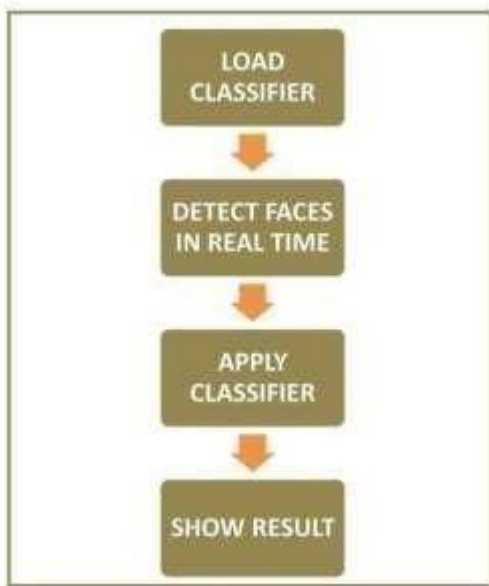 LOAD
CLASSIFIER
DETECT FACES
IN REAL TIME
APPLY
CLASSIFIER
SHOW RESULT